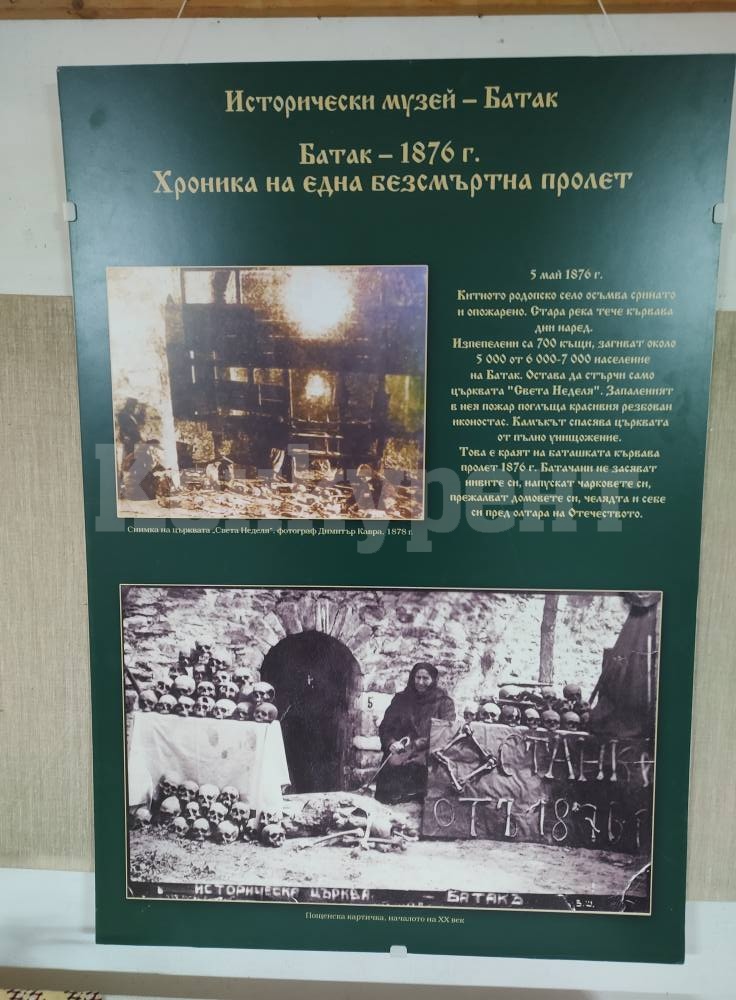 Исторически музей – Батак
Батак – 1876 г.
Хроника на една безсмъртна пролет
5 май 1876 г.
Китното родопско село осъмва сринато
и опожарено. Стара река тече кървава
дни наред.
Изпепелени са 700 къщи, загиват около
5 000 от 6 000-7 000 население
на Батак. Остава да стърчи само
църквата "Света Неделя". Запаленият
в нея пожар поглъща красивия резбован
иконостас. Камъкът спасява църквата
от пълно унищожение.
Това е краят на баташката кървава
пролет 1876 г. Батачани не засяват
нивите си, напускат чарковете си,
прежалват домовете си, челядта и себе
си пред олтара на Отечеството.
Конкурент
Снимка на църквата „Света Неделя", фотограф Димитър Кавра, 1878 г.
5
ОСТАНКИ
ОТЪ 1876 Г
ИСТОРИЧЕСКА ЦЪРКВА - БАТАКЪ
Пощенска картичка, началото на XX век